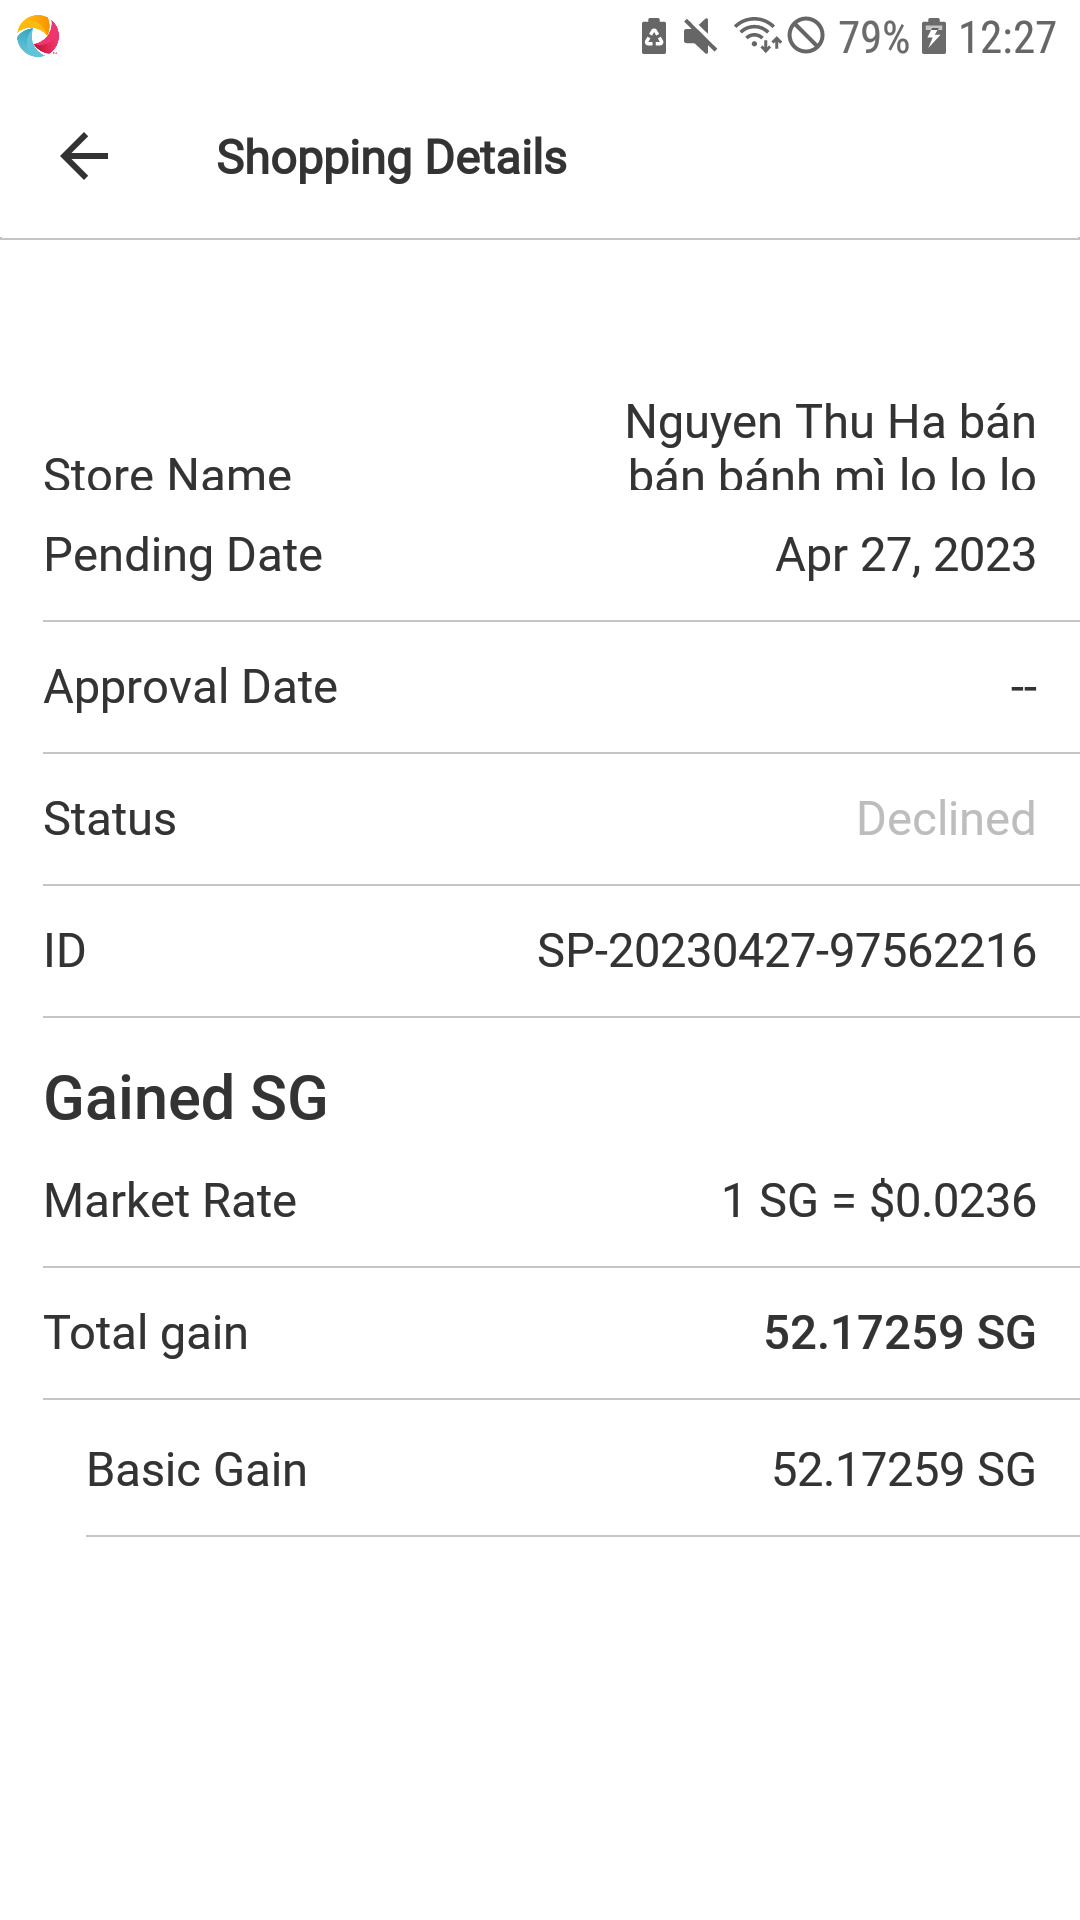 79% 12:27
Shopping Details
Nguyen Thu Ha bán
Store Name bán bánh mì lo lo lo
Pending Date Apr 27, 2023
Approval Date --
Status Declined
ID SP-20230427-97562216
Gained SG
Market Rate 1 SG = $0.0236
Total gain 52.17259 SG
Basic Gain 52.17259 SG